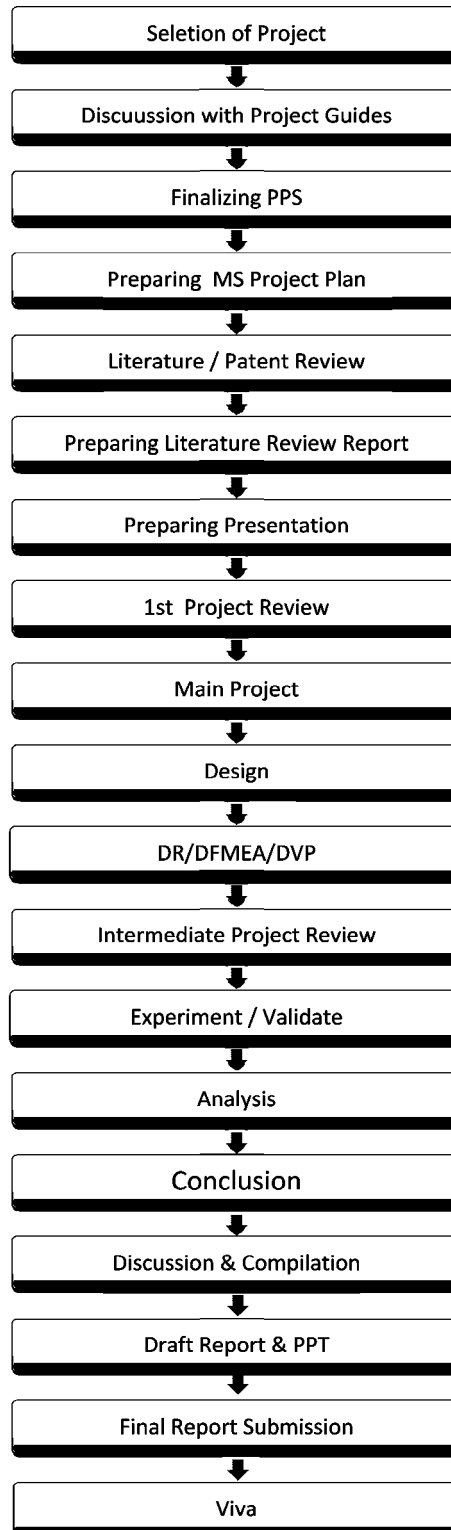 Seletion of Project
Discuussion with Project Guides
Finalizing PPS
Preparing MS Project Plan
Literature / Patent Review
Preparing Literature Review Report
Preparing Presentation
1st Project Review
Main Project
Design
DR/DFMEA/DVP
Intermediate Project Review
Experiment / Validate
Analysis
Conclusion
Discussion & Compilation
Draft Report & PPT
Final Report Submission
Viva